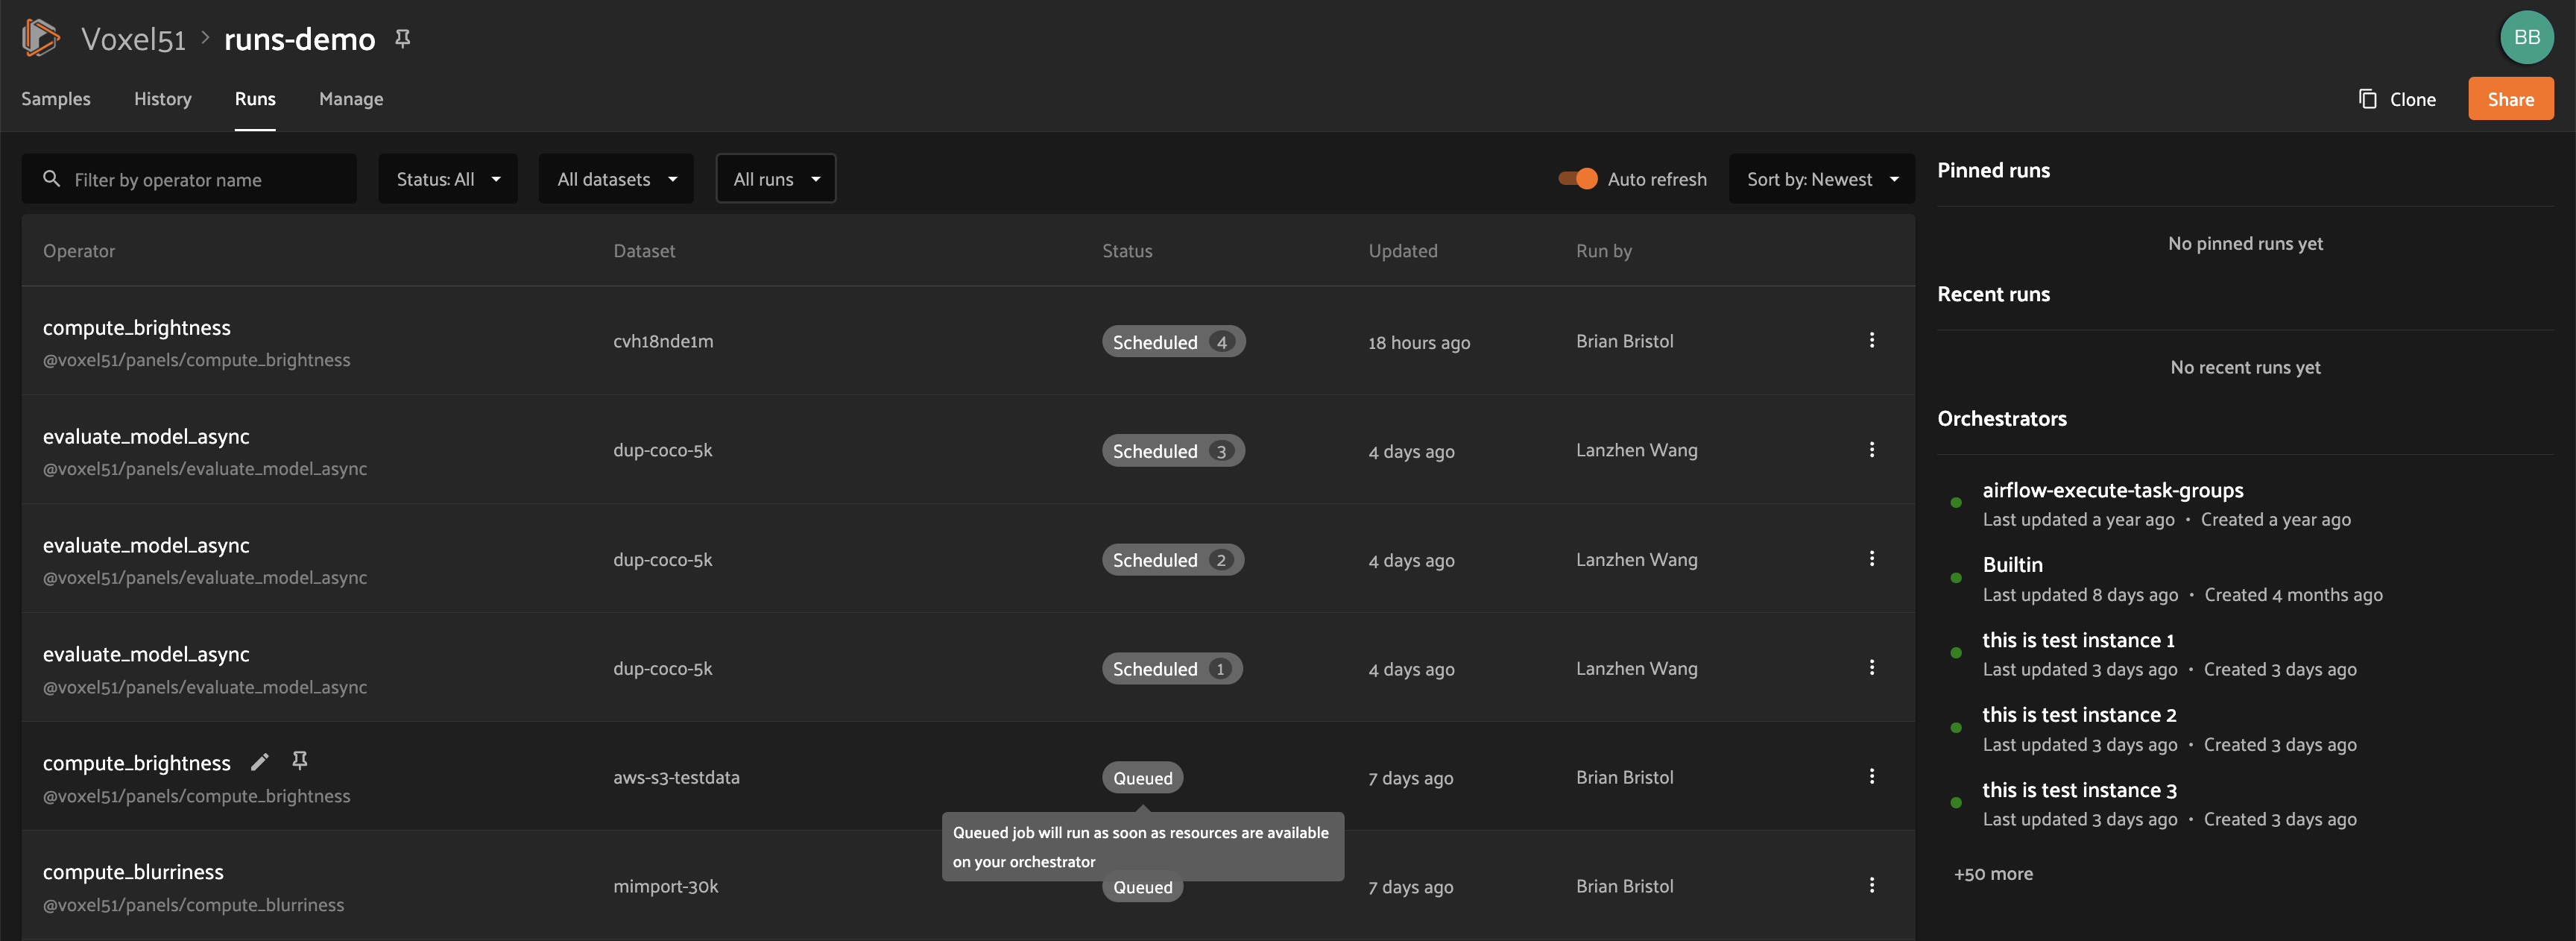 Voxel51 > runs-demo
BB
Samples History Runs Manage
Clone Share
Filter by operator name Status: All All datasets All runs Auto refresh Sort by: Newest
Operator Dataset Status Updated Run by
compute_brightness
@voxel51/panels/compute_brightness
cvh18nde1m Scheduled 4 18 hours ago Brian Bristol
evaluate_model_async
@voxel51/panels/evaluate_model_async
dup-coco-5k Scheduled 3 4 days ago Lanzhen Wang
evaluate_model_async
@voxel51/panels/evaluate_model_async
dup-coco-5k Scheduled 2 4 days ago Lanzhen Wang
evaluate_model_async
@voxel51/panels/evaluate_model_async
dup-coco-5k Scheduled 1 4 days ago Lanzhen Wang
compute_brightness
@voxel51/panels/compute_brightness
aws-s3-testdata Queued 7 days ago Brian Bristol
Queued job will run as soon as resources are available
on your orchestrator
compute_blurriness
@voxel51/panels/compute_blurriness
mimport-30k Queued 7 days ago Brian Bristol
Pinned runs
No pinned runs yet
Recent runs
No recent runs yet
Orchestrators
airflow-execute-task-groups
Last updated a year ago • Created a year ago
Builtin
Last updated 8 days ago • Created 4 months ago
this is test instance 1
Last updated 3 days ago • Created 3 days ago
this is test instance 2
Last updated 3 days ago • Created 3 days ago
this is test instance 3
Last updated 3 days ago • Created 3 days ago
+50 more